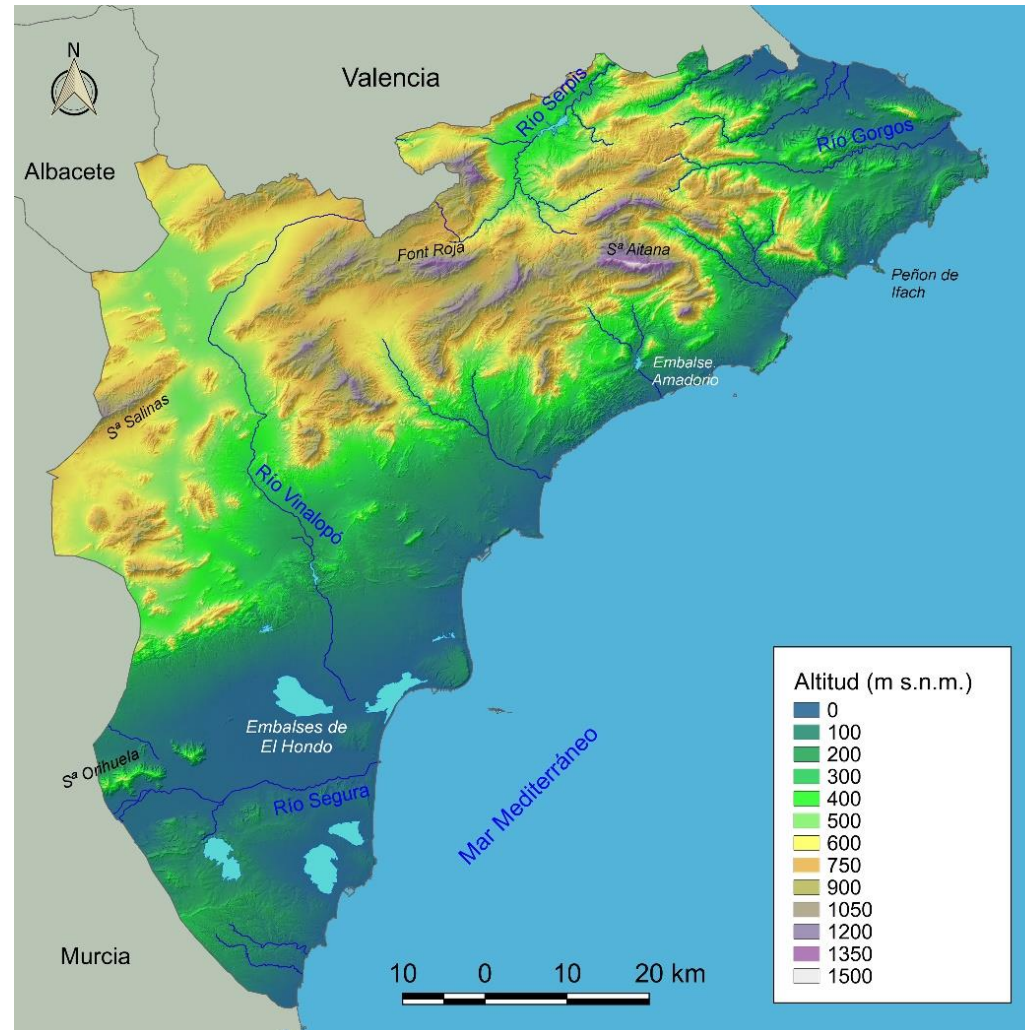 N
Valencia
Albacete
Río Serpis
Río Gorgos
Font Roja
Sª Aitana
Peñon de
Ifach
Embalse
Amadorio
Sª Salinas
Río Vinalopó
Embalses de
El Hondo
Sª Orihuela
Río Segura
Mar Mediterráneo
Murcia
10 0 10 20 km
Altitud (m s.n.m.)
0
100
200
300
400
500
600
750
900
1050
1200
1350
1500